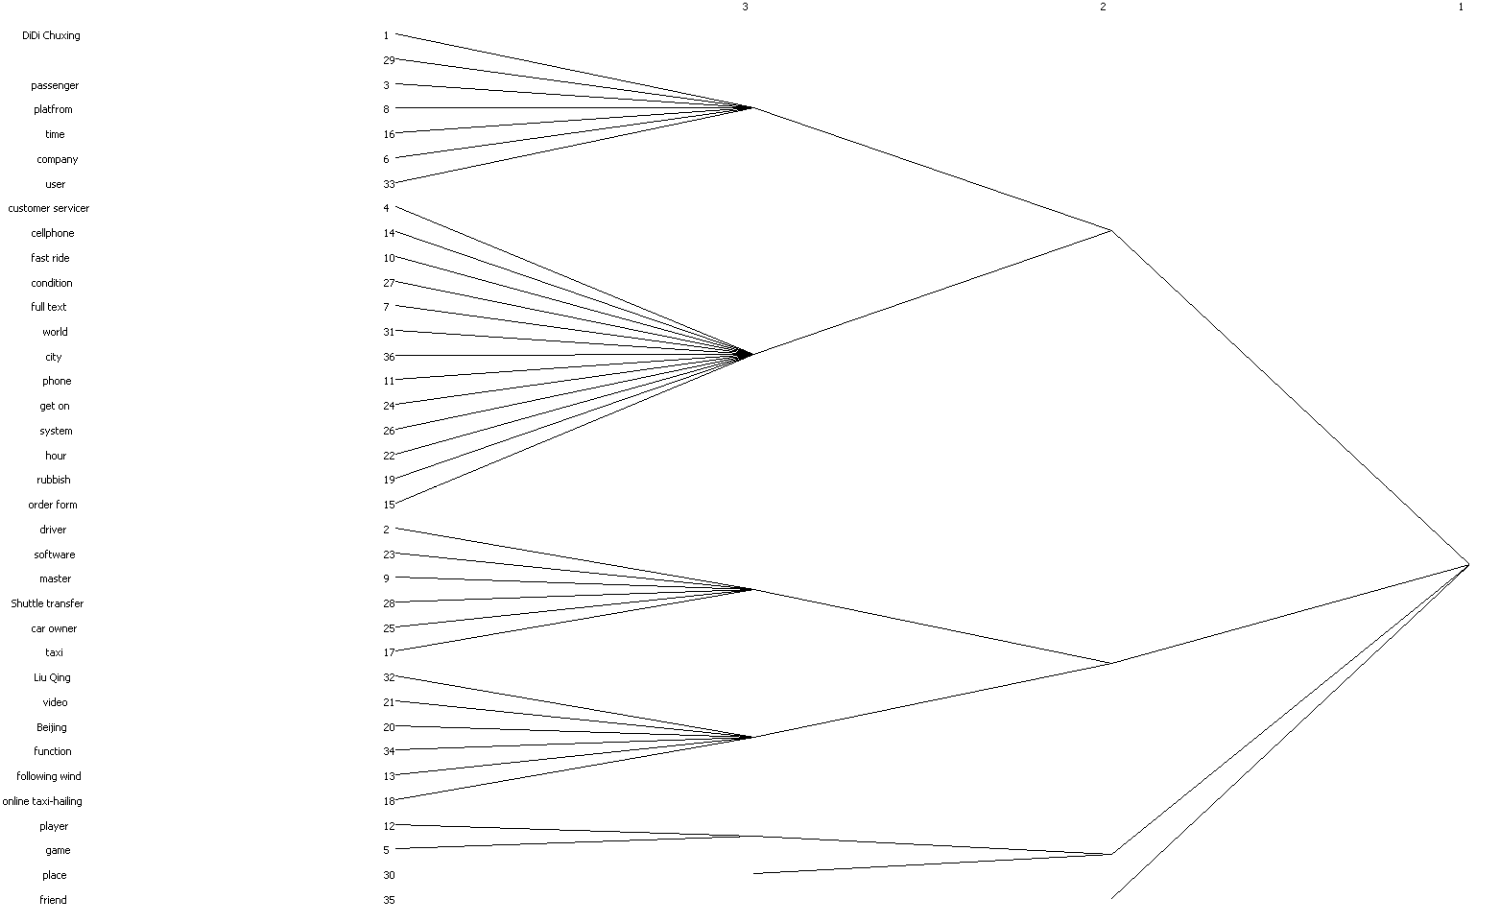 3 2 1
DiDi Chuxing 1
29
passenger 3
platfrom 8
time 16
company 6
user 33
customer servicer 4
cellphone 14
fast ride 10
condition 27
full text 7
world 31
city 36
phone 11
get on 24
system 26
hour 22
rubbish 19
order form 15
driver 2
software 23
master 9
Shuttle transfer 28
car owner 25
taxi 17
Liu Qing 32
video 21
Beijing 20
function 34
following wind 13
online taxi-hailing 18
player 12
game 5
place 30
friend 35